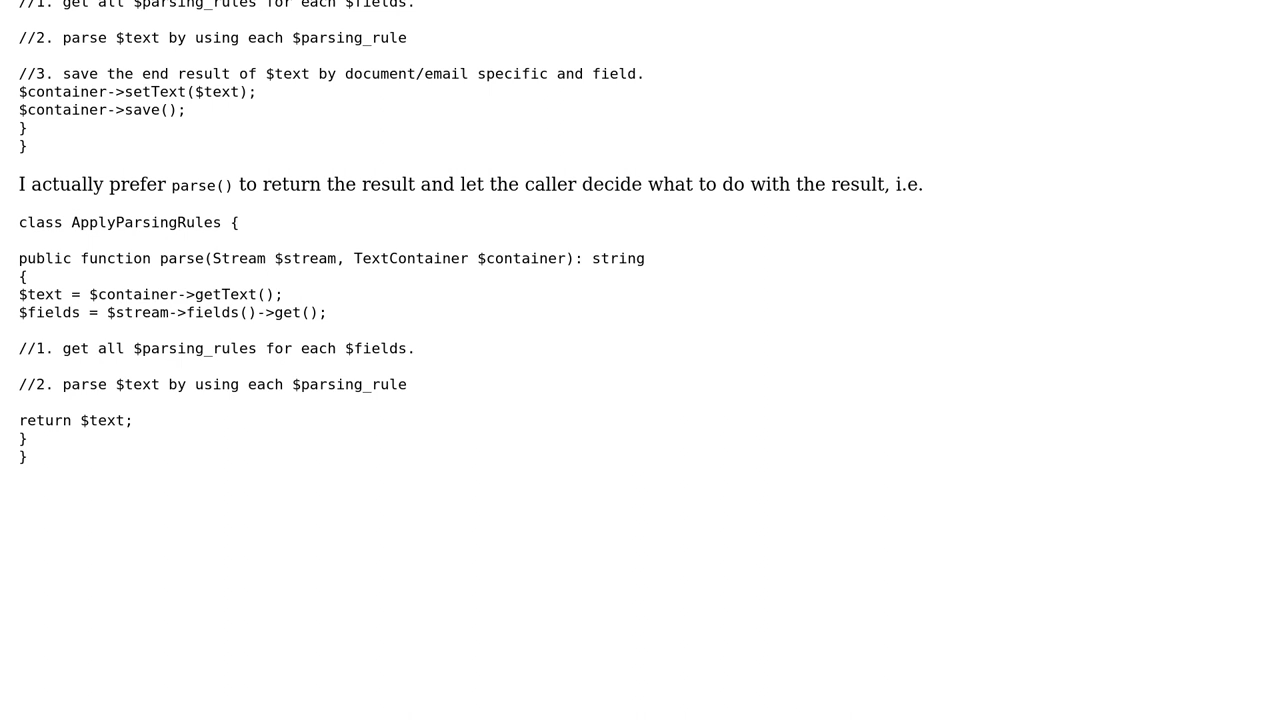 //1. get all $parsing_rules for each $fields.
//2. parse $text by using each $parsing_rule
//3. save the end result of $text by document/email specific and field.
$container->setText($text);
$container->save();
}
}
I actually prefer parse() to return the result and let the caller decide what to do with the result, i.e.
class ApplyParsingRules {
public function parse(Stream $stream, TextContainer $container): string
{
$text = $container->getText();
$fields = $stream->fields()->get();
//1. get all $parsing_rules for each $fields.
//2. parse $text by using each $parsing_rule
return $text;
}
}